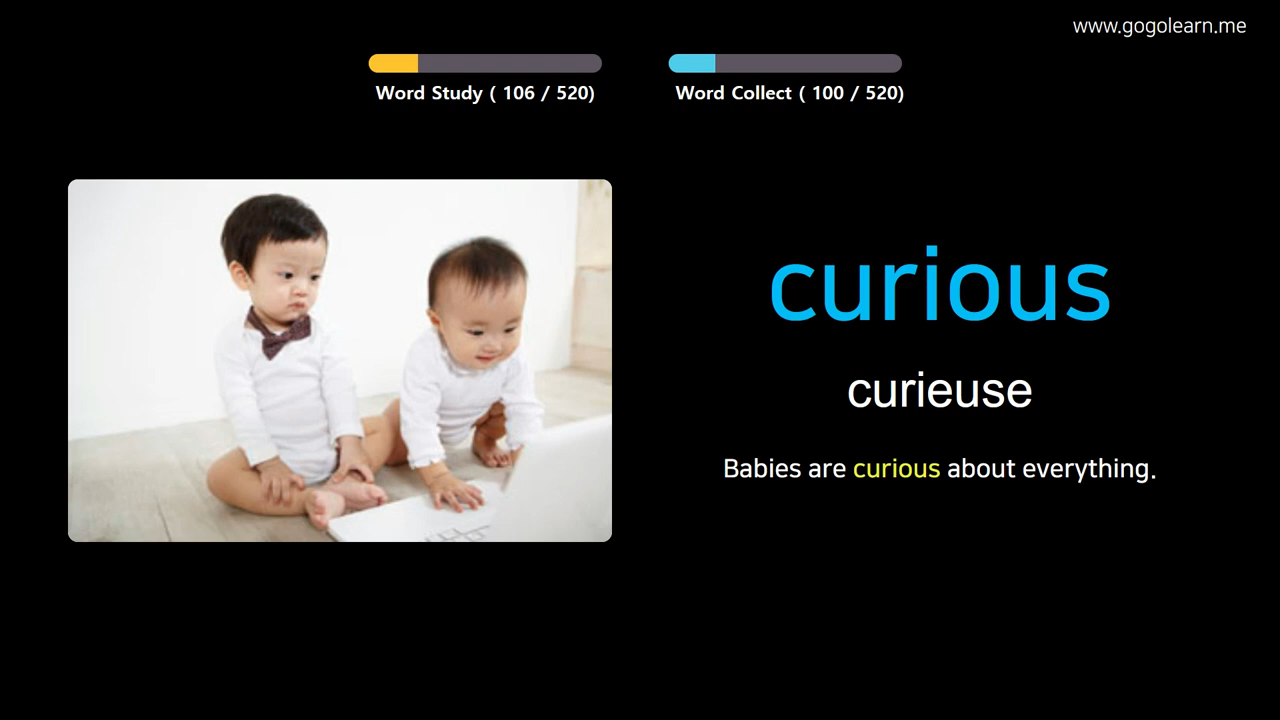 www.gogolearn.me
Word Study ( 106 / 520)
Word Collect ( 100 / 520)
curious
curieuse
Babies are curious about everything.